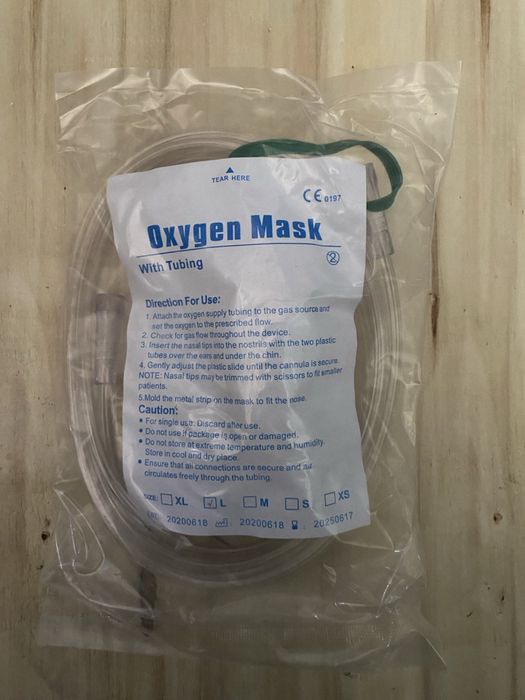 TEAR HERE
CE 0197
Oxygen Mask
With Tubing
2
Direction For Use:
1. Attach the oxygen supply tubing to the gas source and
set the oxygen to the prescribed flow.
2. Check for gas flow throughout the device.
3. Insert the nasal tips into the nostrils with the two plastic
tubes over the ears and under the chin.
4. Gently adjust the plastic slide until the cannula is secure.
NOTE: Nasal tips may be trimmed with scissors to fit smaller
patients.
5.Mold the metal strip on the mask to fit the nose.
Caution:
• For single use. Discard after use.
• Do not use if package is open or damaged.
• Do not store at extreme temperature and humidity.
Store in cool and dry place.
• Ensure that all connections are secure and air
circulates freely through the tubing.
SIZE: XL L M S XS
LOT 20200618 20200618 20250617